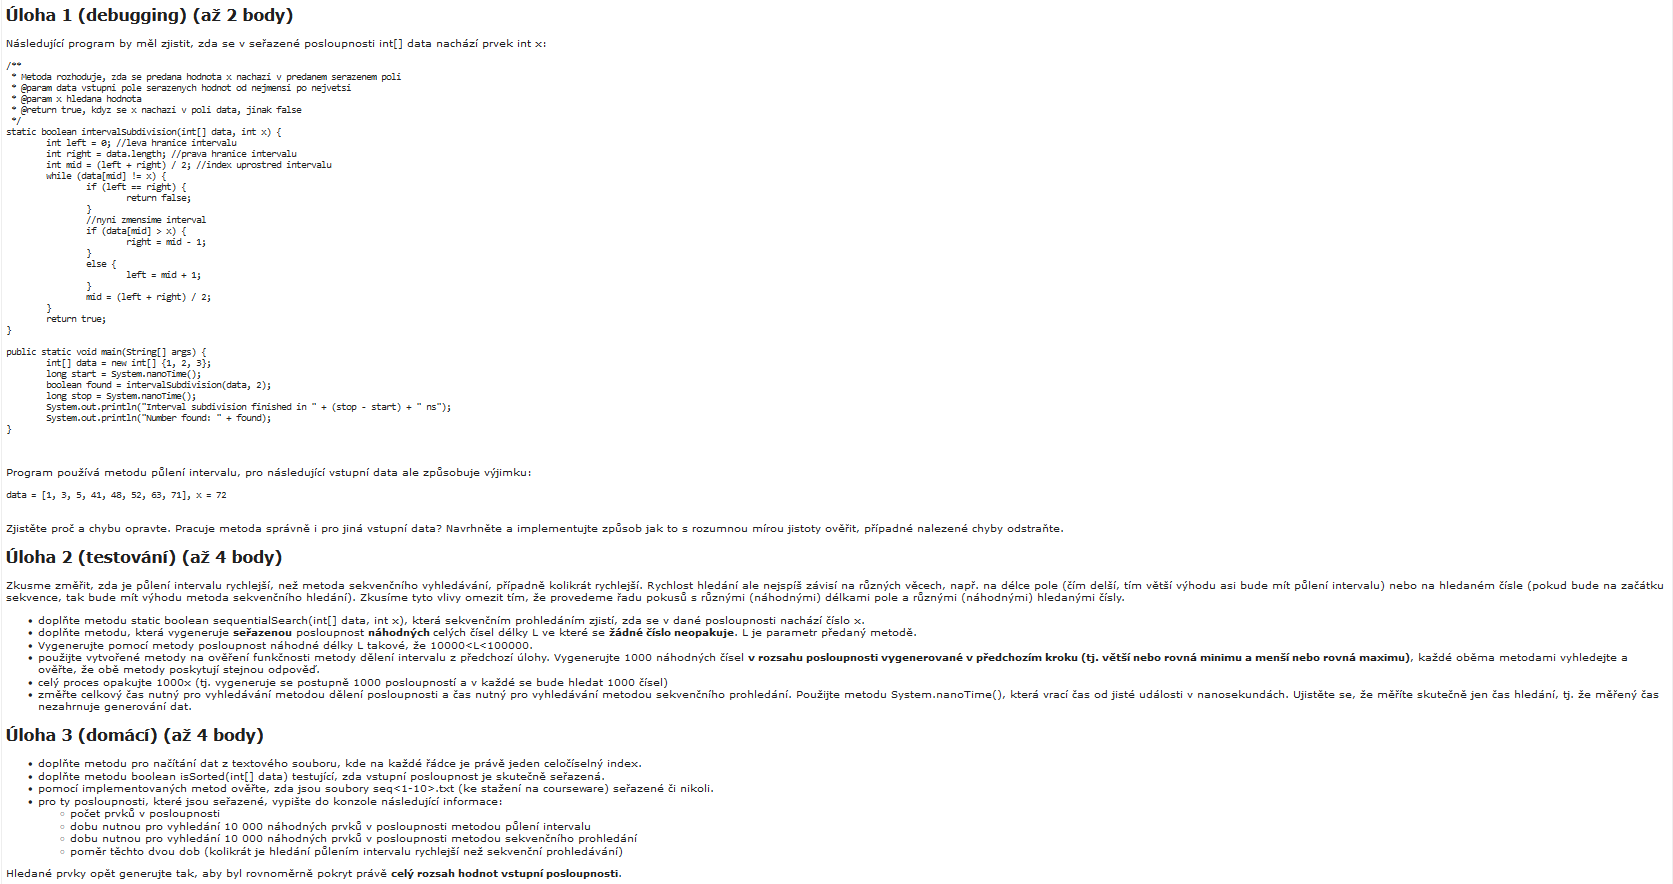 Úloha 1 (debugging) (až 2 body)
Následující program by měl zjistit, zda se v seřazené posloupnosti int[] data nachází prvek int x:
/**
 * Metoda rozhoduje, zda se predana hodnota x nachazi v predanem serazenem poli
 * @param data vstupni pole serazenych hodnot od nejmensi po nejvetsi
 * @param x hledana hodnota
 * @return true, kdyz se x nachazi v poli data, jinak false
 */
static boolean intervalSubdivision(int[] data, int x) {
        int left = 0; //leva hranice intervalu
        int right = data.length; //prava hranice intervalu
        int mid = (left + right) / 2; //index uprostred intervalu
        while (data[mid] != x) {
                if (left == right) {
                        return false;
                }
                //nyni zmensime interval
                if (data[mid] > x) {
                        right = mid - 1;
                }
                else {
                        left = mid + 1;
                }
                mid = (left + right) / 2;
        }
        return true;
}
public static void main(String[] args) {
        int[] data = new int[] {1, 2, 3};
        long start = System.nanoTime();
        boolean found = intervalSubdivision(data, 2);
        long stop = System.nanoTime();
        System.out.println("Interval subdivision finished in " + (stop - start) + " ns");
        System.out.println("Number found: " + found);
}
Program používá metodu půlení intervalu, pro následující vstupní data ale způsobuje výjimku:
data = [1, 3, 5, 41, 48, 52, 63, 71], x = 72
Zjistěte proč a chybu opravte. Pracuje metoda správně i pro jiná vstupní data? Navrhněte a implementujte způsob jak to s rozumnou mírou jistoty ověřit, případné nalezené chyby odstraňte.
Úloha 2 (testování) (až 4 body)
Zkusme změřit, zda je půlení intervalu rychlejší, než metoda sekvenčního vyhledávání, případně kolikrát rychlejší. Rychlost hledání ale nejspíš závisí na různých věcech, např. na délce pole (čím delší, tím větší výhodu asi bude mít půlení intervalu) nebo na hledaném čísle (pokud bude na začátku
sekvence, tak bude mít výhodu metoda sekvenčního hledání). Zkusíme tyto vlivy omezit tím, že provedeme řadu pokusů s různými (náhodnými) délkami pole a různými (náhodnými) hledanými čísly.
• doplňte metodu static boolean sequentialSearch(int[] data, int x), která sekvenčním prohledáním zjistí, zda se v dané posloupnosti nachází číslo x.
• doplňte metodu, která vygeneruje seřazenou posloupnost náhodných celých čísel délky L ve které se žádné číslo neopakuje. L je parametr předaný metodě.
• Vygenerujte pomocí metody posloupnost náhodné délky L takové, že 10000<L<100000.
• použijte vytvořené metody na ověření funkčnosti metody dělení intervalu z předchozí úlohy. Vygenerujte 1000 náhodných čísel v rozsahu posloupnosti vygenerované v předchozím kroku (tj. větší nebo rovná minimu a menší nebo rovná maximu), každé oběma metodami vyhledejte a
ověřte, že obě metody poskytují stejnou odpověď.
• celý proces opakujte 1000x (tj. vygeneruje se postupně 1000 posloupností a v každé se bude hledat 1000 čísel)
• změřte celkový čas nutný pro vyhledávání metodou dělení posloupnosti a čas nutný pro vyhledávání metodou sekvenčního prohledání. Použijte metodu System.nanoTime(), která vrací čas od jisté události v nanosekundách. Ujistěte se, že měříte skutečně jen čas hledání, tj. že měřený čas
nezahrnuje generování dat.
Úloha 3 (domácí) (až 4 body)
• doplňte metodu pro načítání dat z textového souboru, kde na každé řádce je právě jeden celočíselný index.
• doplňte metodu boolean isSorted(int[] data) testující, zda vstupní posloupnost je skutečně seřazená.
• pomocí implementovaných metod ověřte, zda jsou soubory seq<1-10>.txt (ke stažení na courseware) seřazené či nikoli.
• pro ty posloupnosti, které jsou seřazené, vypište do konzole následující informace:
◦ počet prvků v posloupnosti
◦ dobu nutnou pro vyhledání 10 000 náhodných prvků v posloupnosti metodou půlení intervalu
◦ dobu nutnou pro vyhledání 10 000 náhodných prvků v posloupnosti metodou sekvenčního prohledání
◦ poměr těchto dvou dob (kolikrát je hledání půlením intervalu rychlejší než sekvenční prohledávání)
Hledané prvky opět generujte tak, aby byl rovnoměrně pokryt právě celý rozsah hodnot vstupní posloupnosti.